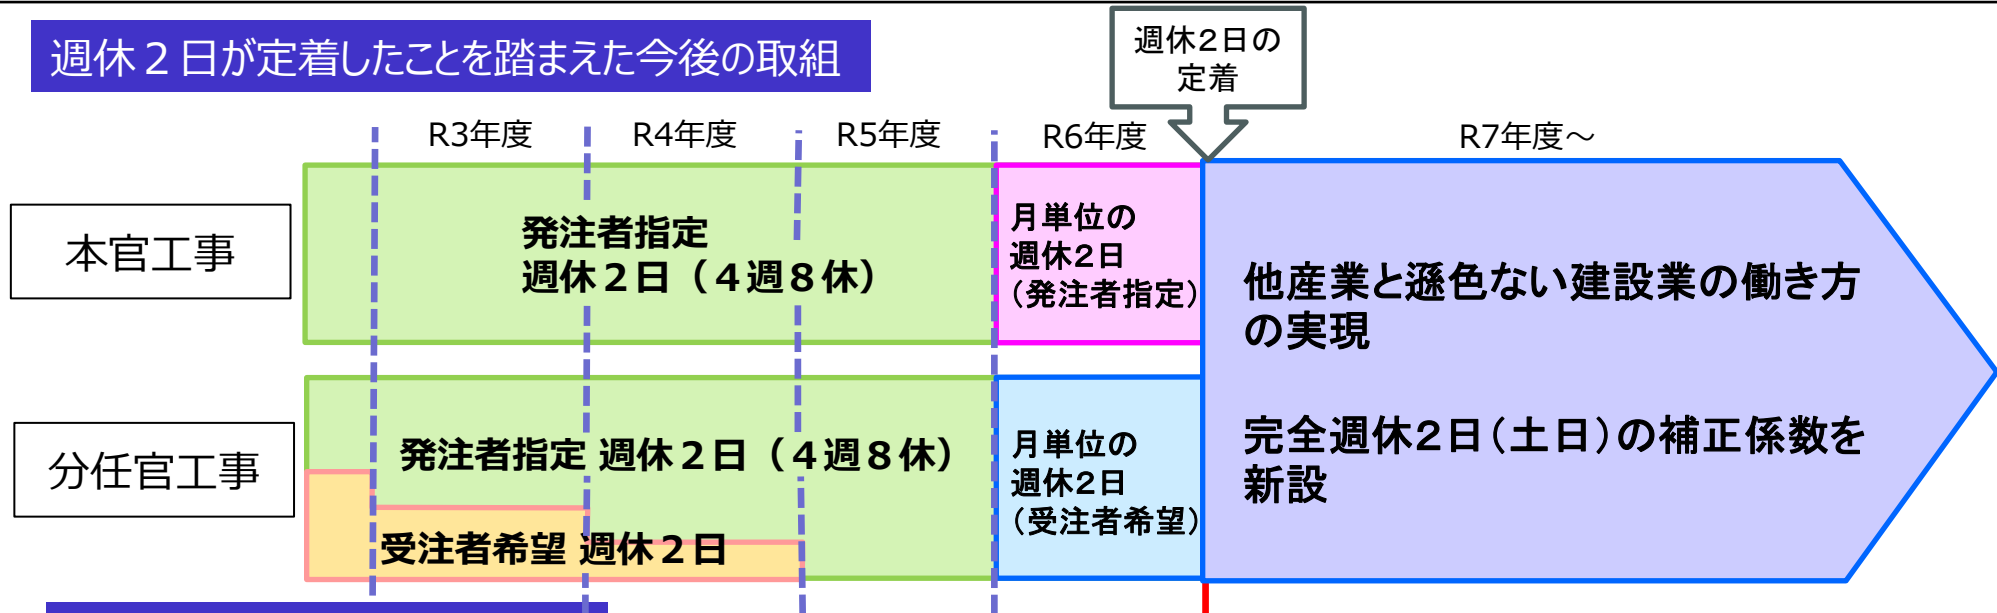 週休２日が定着したことを踏まえた今後の取組
週休2日の
定着
R3年度
R4年度
R5年度
R6年度
R7年度～
本官工事
発注者指定
週休２日（４週８休）
月単位の
週休2日
（発注者指定）
他産業と遜色ない建設業の働き方
の実現
完全週休2日（土日）の補正係数を
新設
分任官工事
発注者指定 週休２日（４週８休）
受注者希望 週休２日
月単位の
週休2日
（受注者希望）